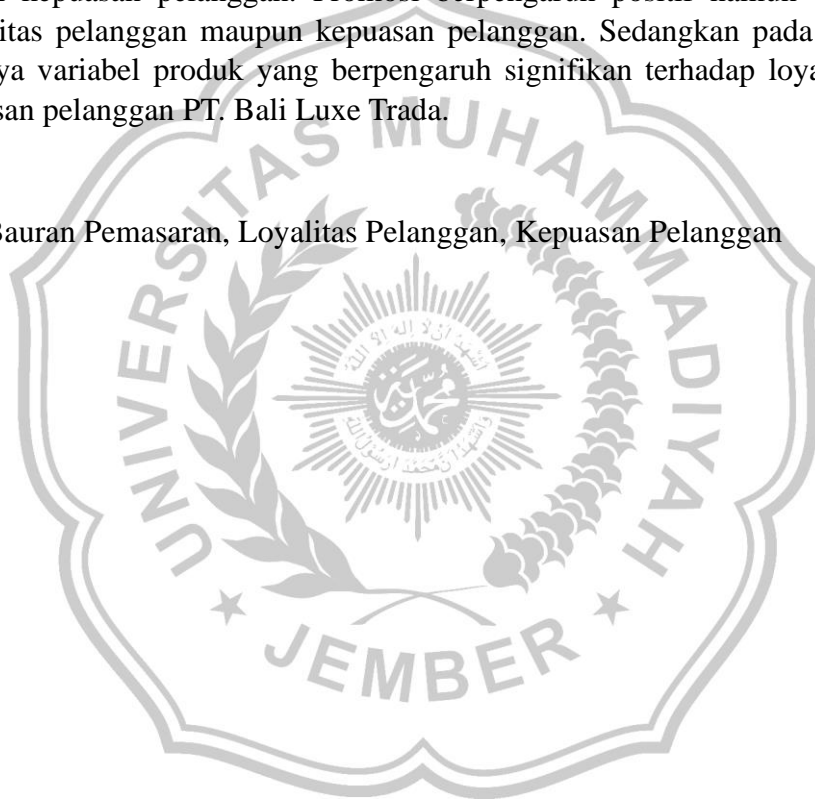 kepuasan pelanggan. Promosi berpengaruh positif namun
itas pelanggan maupun kepuasan pelanggan. Sedangkan pada
ya variabel produk yang berpengaruh signifikan terhadap loya
san pelanggan PT. Bali Luxe Trada.
Bauran Pemasaran, Loyalitas Pelanggan, Kepuasan Pelanggan
UNIVERSITAS MUHAMMADIYAH
JEMBER